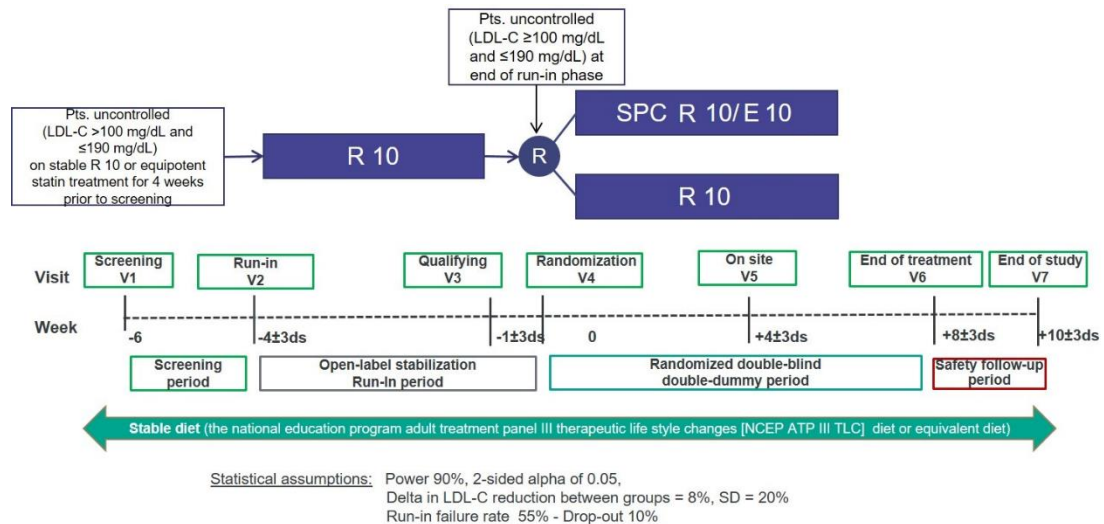 Pts. uncontrolled
(LDL-C ≥100 mg/dL
and ≤190 mg/dL) at
end of run-in phase
Pts. uncontrolled
(LDL-C >100 mg/dL and
≤190 mg/dL)
on stable R 10 or equipotent
statin treatment for 4 weeks
prior to screening
R 10
R
SPC R 10/ E 10
R 10
Visit
Screening
V1
Run-in
V2
Qualifying
V3
Randomization
V4
On site
V5
End of treatment
V6
End of study
V7
Week
-6
-4±3ds
-1±3ds
0
+4±3ds
+8±3ds
+10±3ds
Screening
period
Open-label stabilization
Run-In period
Randomized double-blind
double-dummy period
Safety follow-up
period
Stable diet (the national education program adult treatment panel III therapeutic life style changes [NCEP ATP III TLC] diet or equivalent diet)
Statistical assumptions: Power 90%, 2-sided alpha of 0.05,
Delta in LDL-C reduction between groups = 8%, SD = 20%
Run-in failure rate 55% - Drop-out 10%